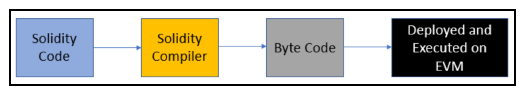 Solidity
Code
Solidity
Compiler
Byte Code
Deployed and
Executed on
EVM